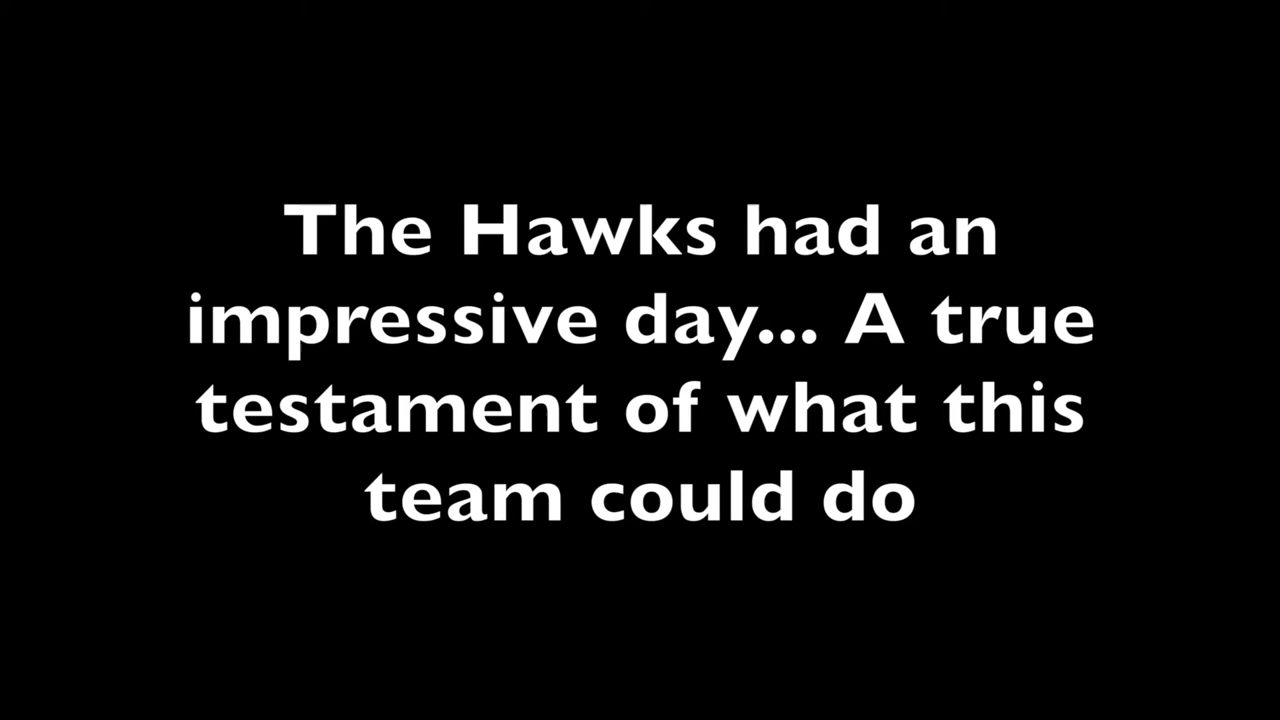 The Hawks had an
impressive day... A true
testament of what this
team could do